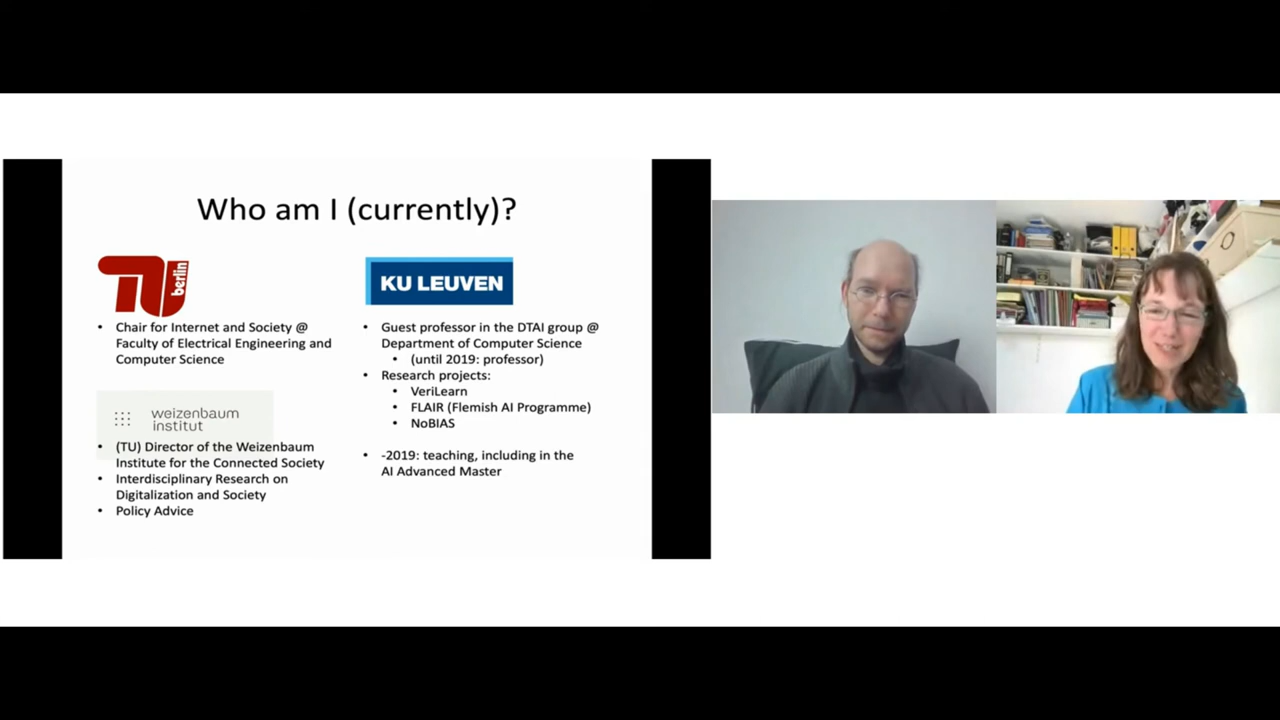 Who am I (currently)?
TU berlin
• Chair for Internet and Society @
Faculty of Electrical Engineering and
Computer Science
weizenbaum
institut
• (TU) Director of the Weizenbaum
Institute for the Connected Society
• Interdisciplinary Research on
Digitalization and Society
• Policy Advice
KU LEUVEN
• Guest professor in the DTAI group @
Department of Computer Science
• (until 2019: professor)
• Research projects:
• VeriLearn
• FLAIR (Flemish AI Programme)
• NoBIAS
• -2019: teaching, including in the
AI Advanced Master